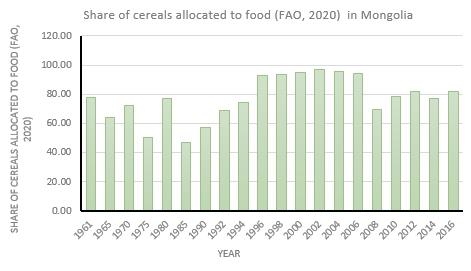 Share of cereals allocated to food (FAO, 2020)  in Mongolia
SHARE OF CEREALS ALLOCATED TO FOOD (FAO,
2020)
120.00
100.00
80.00
60.00
40.00
20.00
0.00
1961 1965 1970 1975 1980 1985 1990 1992 1994 1996 1998 2000 2002 2004 2006 2008 2010 2012 2014 2016
YEAR